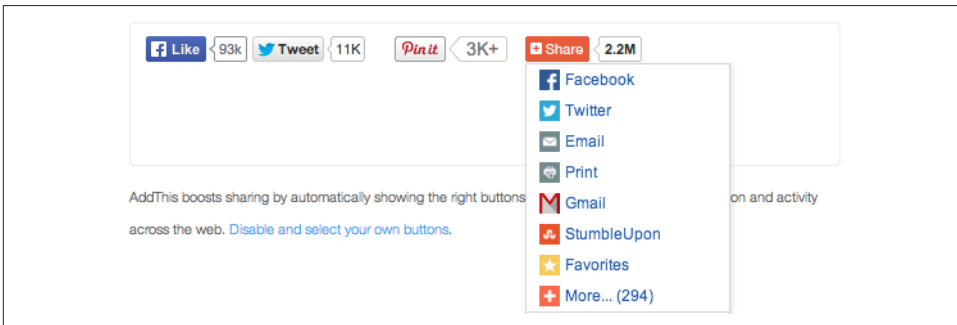 Like 93k Tweet 11K Pinit 3K+ Share 2.2M
Facebook
Twitter
Email
Print
Gmail
StumbleUpon
Favorites
More... (294)
AddThis boosts sharing by automatically showing the right buttons on and activity
across the web. Disable and select your own buttons.